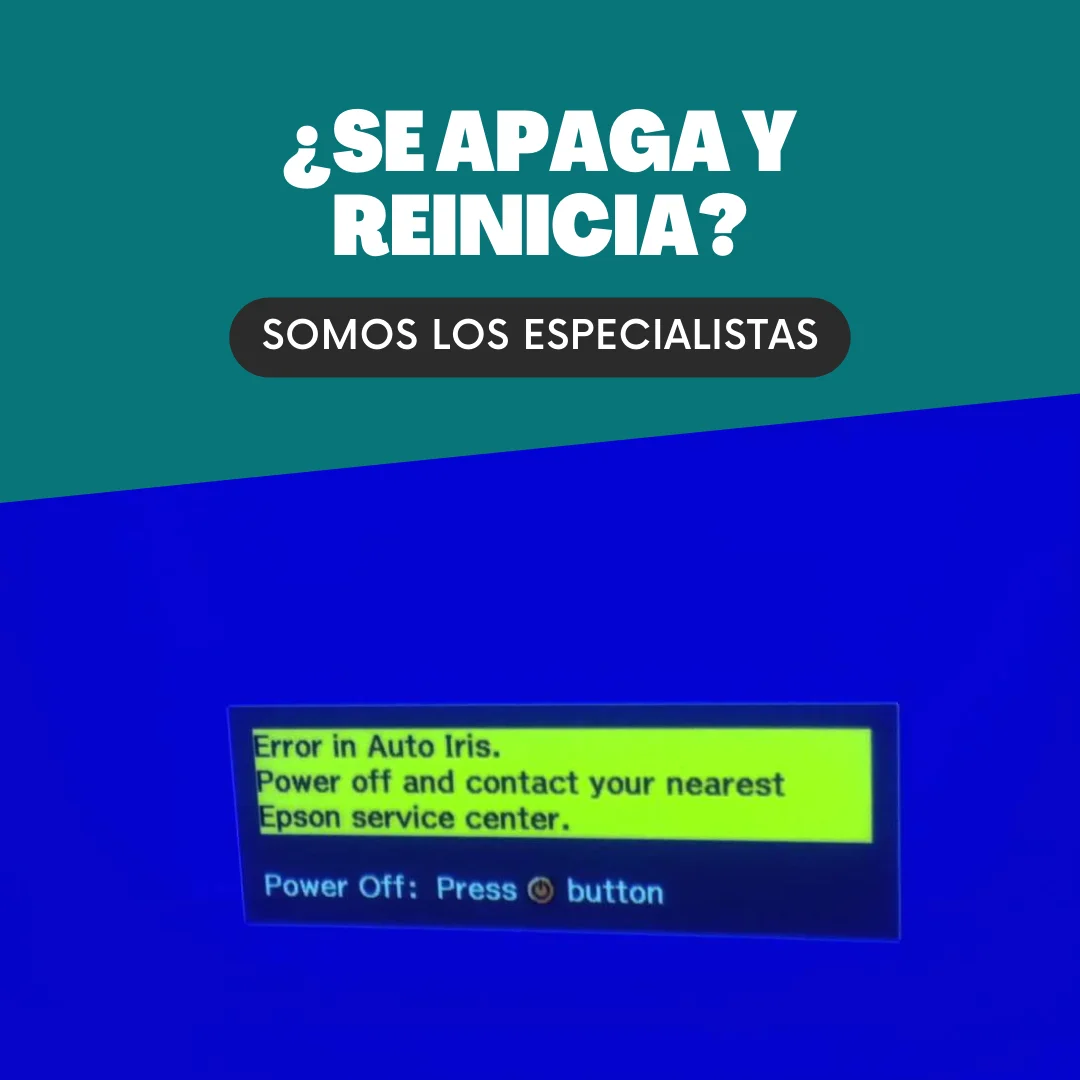 ¿SE APAGA Y
REINICIA?
SOMOS LOS ESPECIALISTAS
Error in Auto Iris.
Power off and contact your nearest
Epson service center.
Power Off: Press button